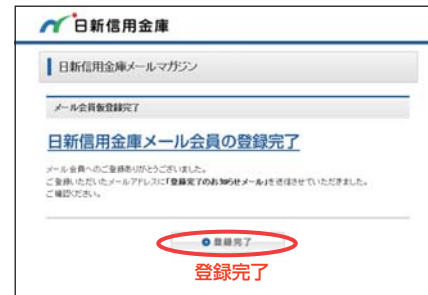 日新信用金庫
日新信用金庫メールマガジン
メール会員仮登録完了
日新信用金庫メール会員の登録完了
メール会員へのご登録ありがとうございました。
ご登録いただいたメールアドレスに「登録完了のお知らせメール」を送信させていただきました。
ご確認ください。
登録完了
登録完了